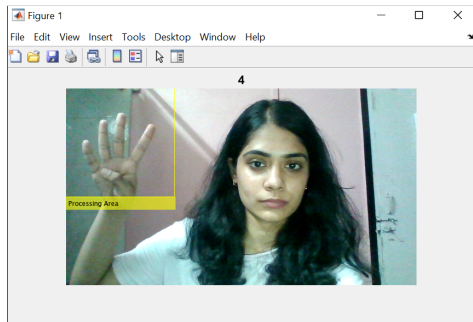 Figure 1
File Edit View Insert Tools Desktop Window Help
4
Processing Area